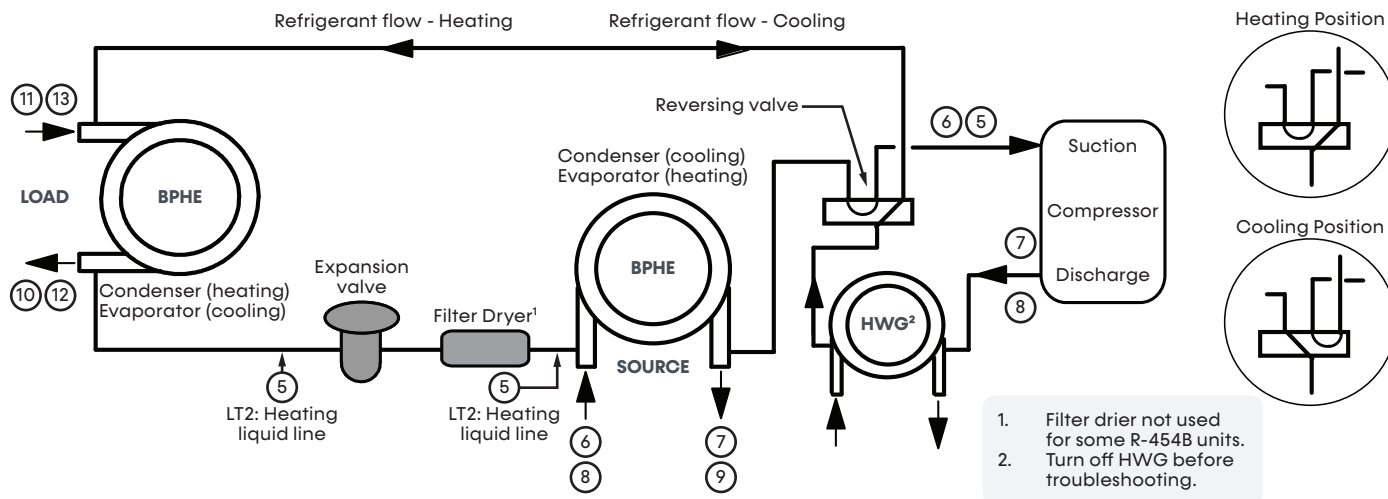 Refrigerant flow - Heating
Refrigerant flow - Cooling
Heating Position
11 13
Reversing valve
6 5
Suction
Condenser (cooling)
Evaporator (heating)
LOAD
BPHE
Compressor
Cooling Position
BPHE
7
Discharge
10 12
Condenser (heating)
Evaporator (cooling)
Expansion
valve
Filter Dryer¹
8
HWG²
SOURCE
5
5
LT2: Heating
liquid line
LT2: Heating
liquid line
6
8
7
9
1. Filter drier not used
for some R-454B units.
2. Turn off HWG before
troubleshooting.